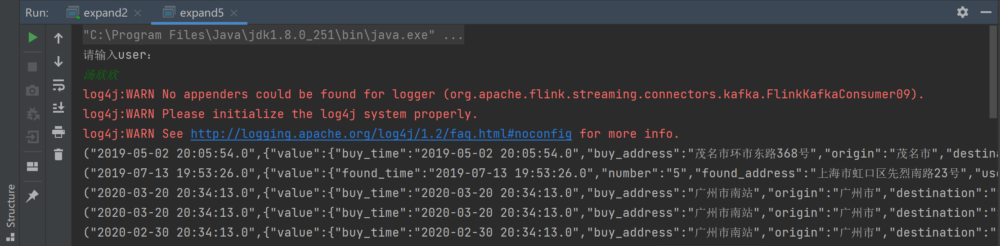 Run: expand2 expand5
"C:\Program Files\Java\jdk1.8.0_251\bin\java.exe" ...
请输入user:
汤欣欣
log4j:WARN No appenders could be found for logger (org.apache.flink.streaming.connectors.kafka.FlinkKafkaConsumer09).
log4j:WARN Please initialize the log4j system properly.
log4j:WARN See http://logging.apache.org/log4j/1.2/faq.html#noconfig for more info.
("2019-05-02 20:05:54.0",{"value":{"buy_time":"2019-05-02 20:05:54.0","buy_address":"茂名市环市东路368号","origin":"茂名市","destina
("2019-07-13 19:53:26.0",{"value":{"found_time":"2019-07-13 19:53:26.0","number":"5","found_address":"上海市虹口区先烈南路23号","us
("2020-03-20 20:34:13.0",{"value":{"buy_time":"2020-03-20 20:34:13.0","buy_address":"广州市南站","origin":"广州市","destination":"
("2020-03-20 20:34:13.0",{"value":{"buy_time":"2020-03-20 20:34:13.0","buy_address":"广州市南站","origin":"广州市","destination":"
("2020-02-30 20:34:13.0",{"value":{"buy_time":"2020-02-30 20:34:13.0","buy_address":"广州市南站","origin":"广州市","destination":"
Structure